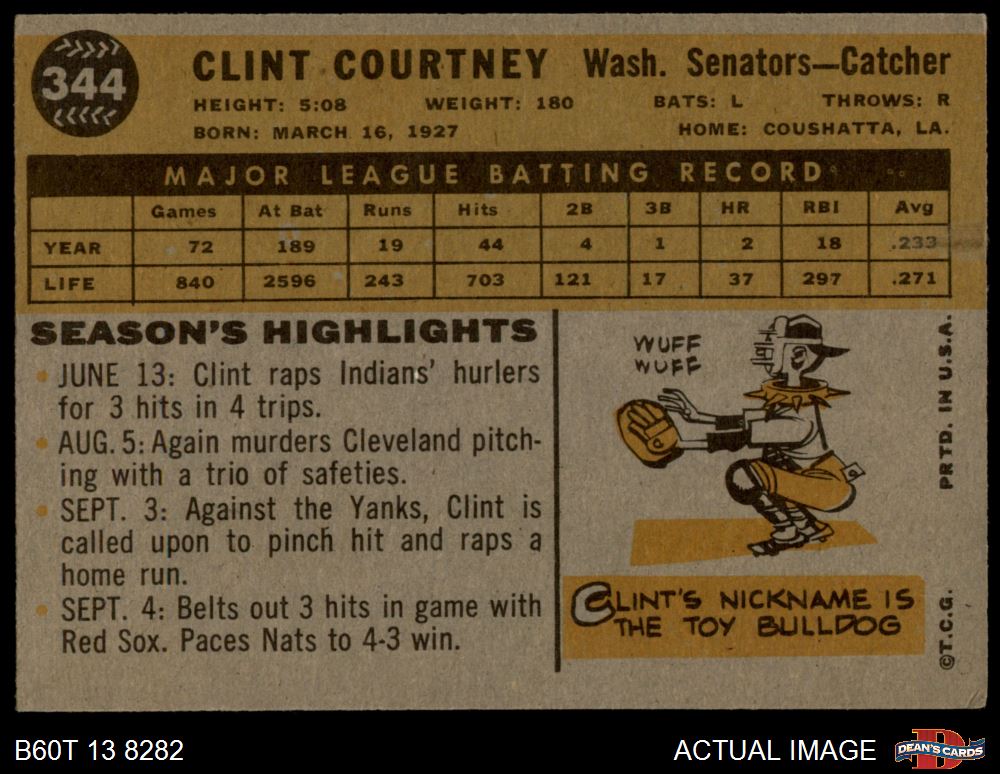 344
CLINT COURTNEY Wash. Senators—Catcher
HEIGHT: 5:08 WEIGHT: 180 BATS: L THROWS: R
BORN: MARCH 16, 1927 HOME: COUSHATTA, LA.
MAJOR LEAGUE BATTING RECORD
Games At Bat Runs Hits 2B 3B HR RBI Avg
YEAR 72 189 19 44 4 1 2 18 .233
LIFE 840 2596 243 703 121 17 37 297 .271
SEASON'S HIGHLIGHTS
• JUNE 13: Clint raps Indians' hurlers
for 3 hits in 4 trips.
• AUG. 5: Again murders Cleveland pitch-
ing with a trio of safeties.
• SEPT. 3: Against the Yanks, Clint is
called upon to pinch hit and raps a
home run.
• SEPT. 4: Belts out 3 hits in game with
Red Sox. Paces Nats to 4-3 win.
WUFF
WUFF
CLINT'S NICKNAME IS
THE TOY BULLDOG
PRTD. IN U.S.A.
©T.C.G.
B60T 13 8282
ACTUAL IMAGE
DEAN'S CARDS